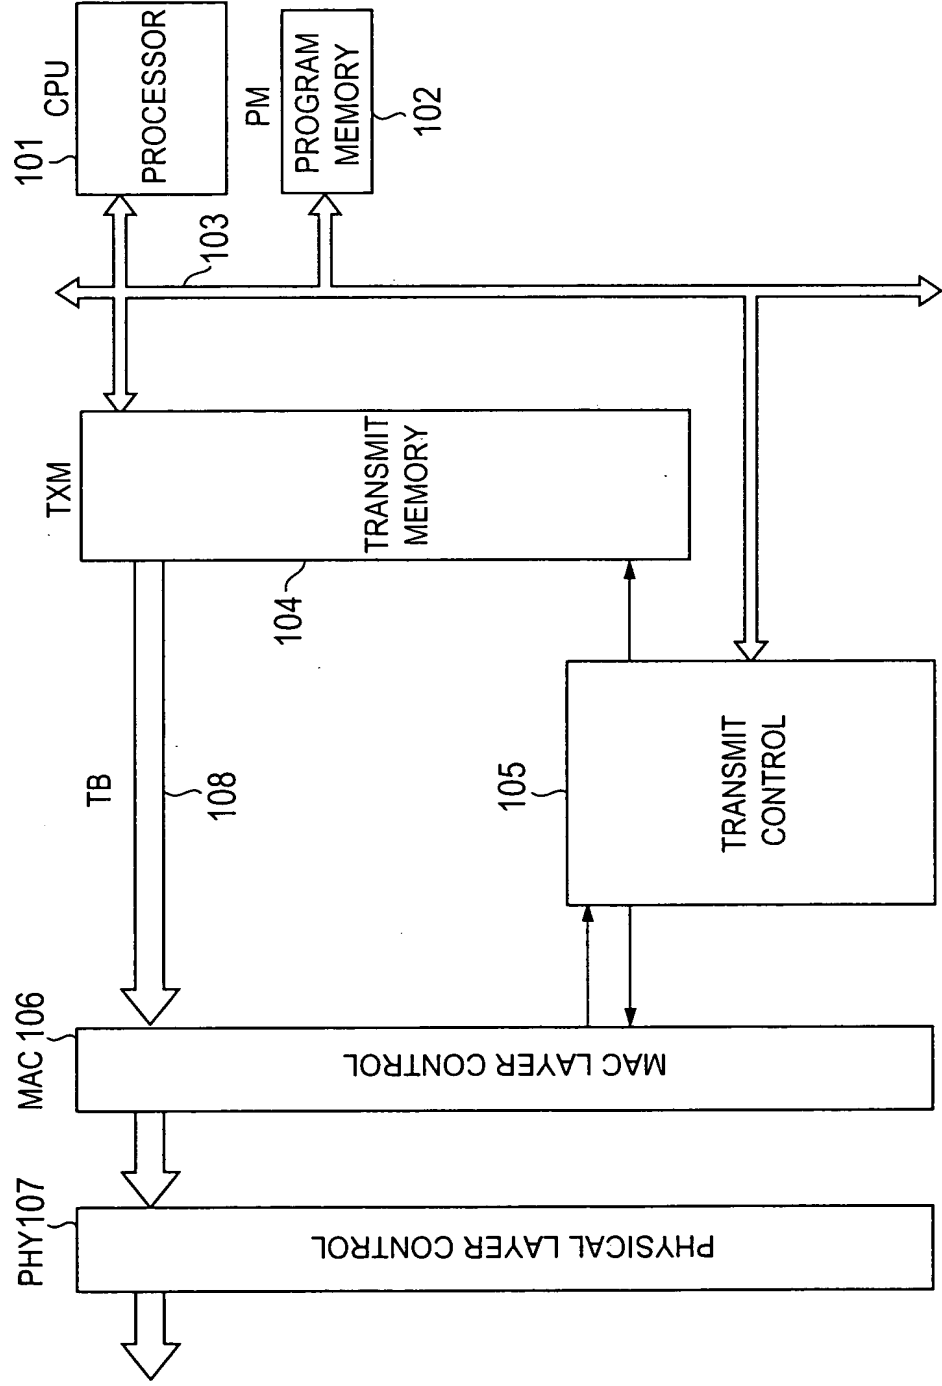 PHY107
MAC 106
TB
108
TXM
104
103
101
CPU
PM
102
PHYSICAL LAYER CONTROL
MAC LAYER CONTROL
105
TRANSMIT
CONTROL
TRANSMIT
MEMORY
PROCESSOR
PROGRAM
MEMORY